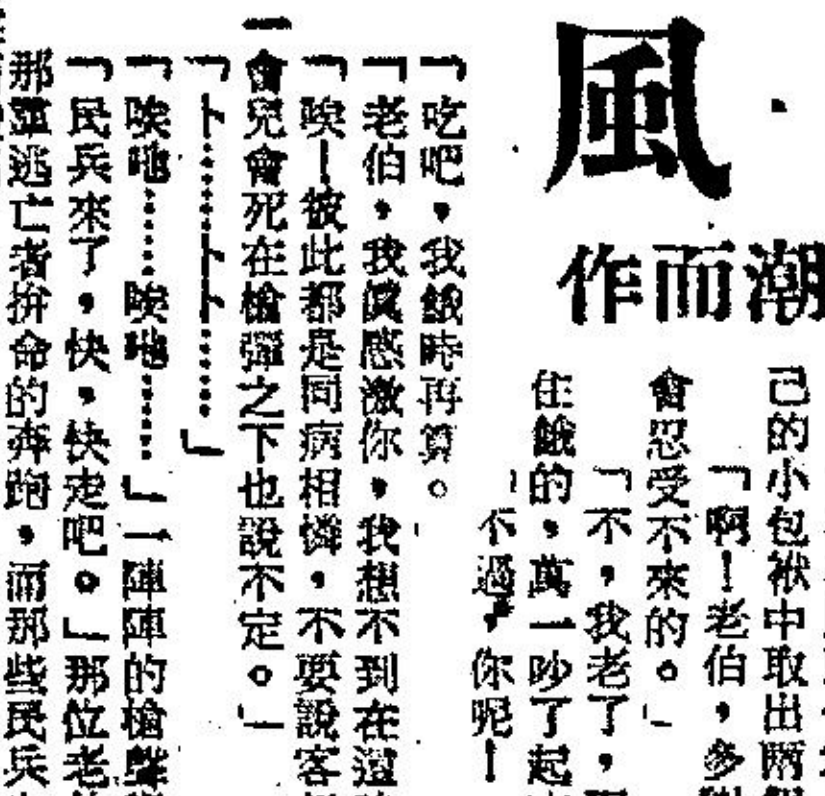 風
潮而作
己的小包袱中取出兩個
「啊！老伯，多謝
會忍受不來的。」
「不，我老了，
住餓的，萬一吵了起
「不過，你呢！
「吃吧，我餓時再算。
「老伯，我眞感激你，我想不到在這
「唉！彼此都是同病相憐，不要說客
一會兒會死在槍彈之下也說不定。」
「卜………卜卜………」
「唉吔………唉吔………」一陣陣的槍聲
「民兵來了，快，快走吧。」那位老
那羣逃亡者拚命的奔跑，而那些民兵